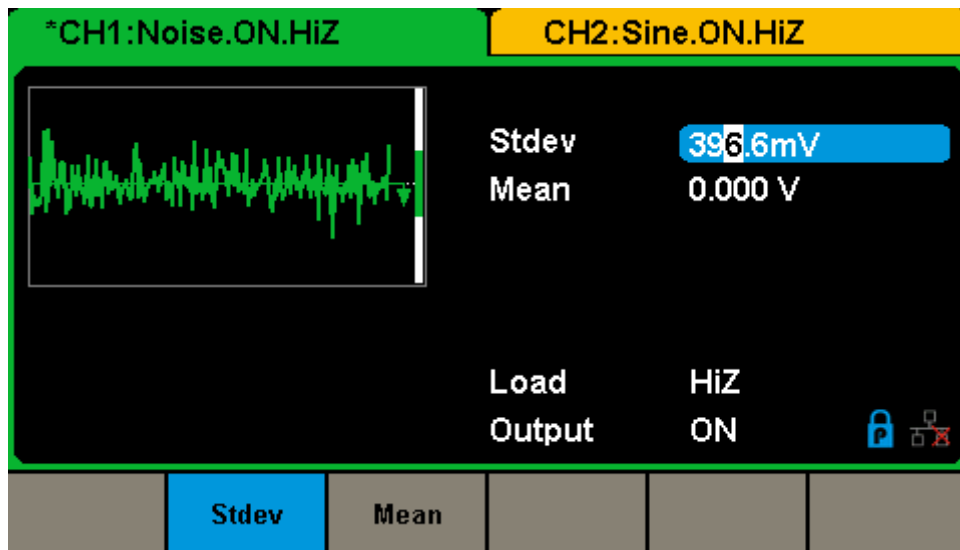 *CH1:Noise.ON.HiZ CH2:Sine.ON.HiZ
Stdev 396.6mV
Mean 0.000 V
Load HiZ
Output ON P
Stdev Mean